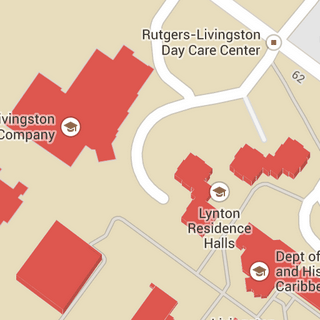 Rutgers-Livingston
Day Care Center
62
ivingston
Company
Lynton
Residence
Halls
Dept of
and His
Caribbe